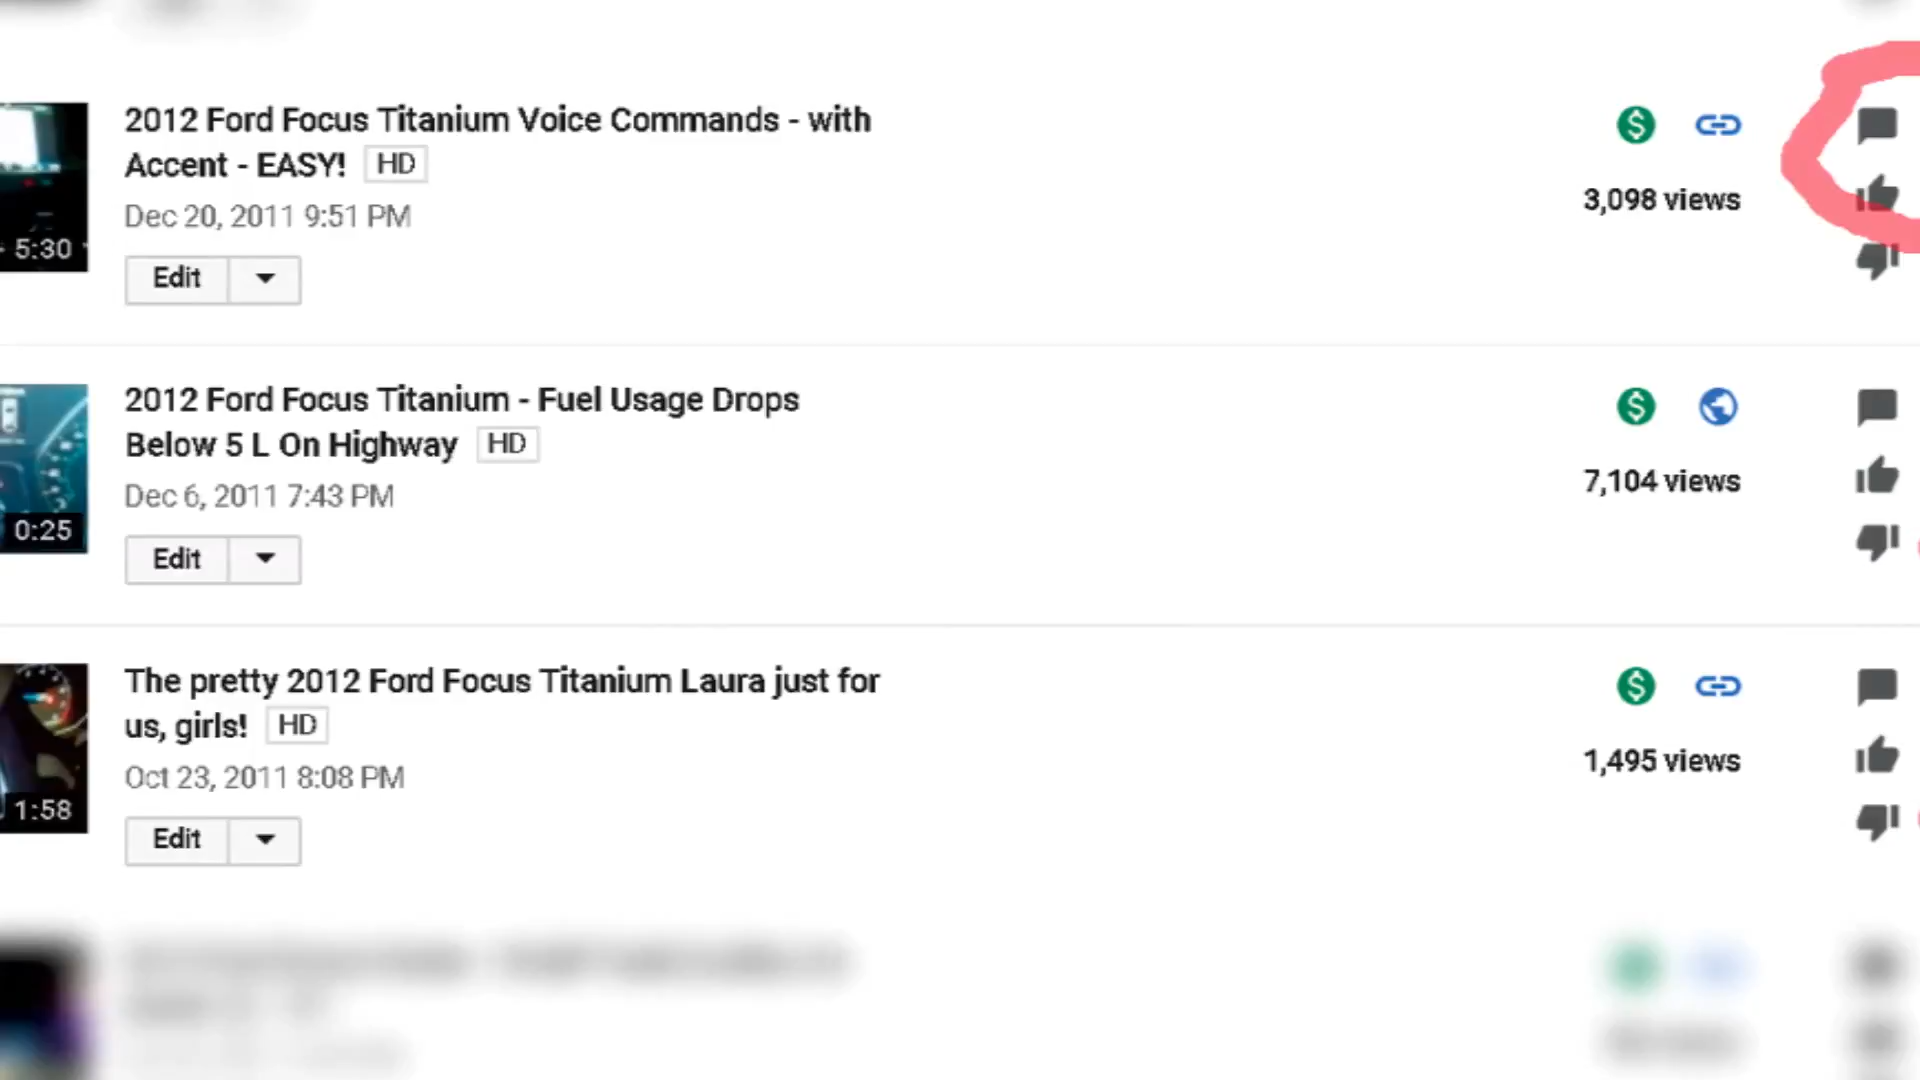 2012 Ford Focus Titanium Voice Commands - with
Accent - EASY! HD
Dec 20, 2011 9:51 PM
5:30
Edit
3,098 views
2012 Ford Focus Titanium - Fuel Usage Drops
Below 5 L On Highway HD
Dec 6, 2011 7:43 PM
0:25
Edit
7,104 views
The pretty 2012 Ford Focus Titanium Laura just for
us, girls! HD
Oct 23, 2011 8:08 PM
1:58
Edit
1,495 views